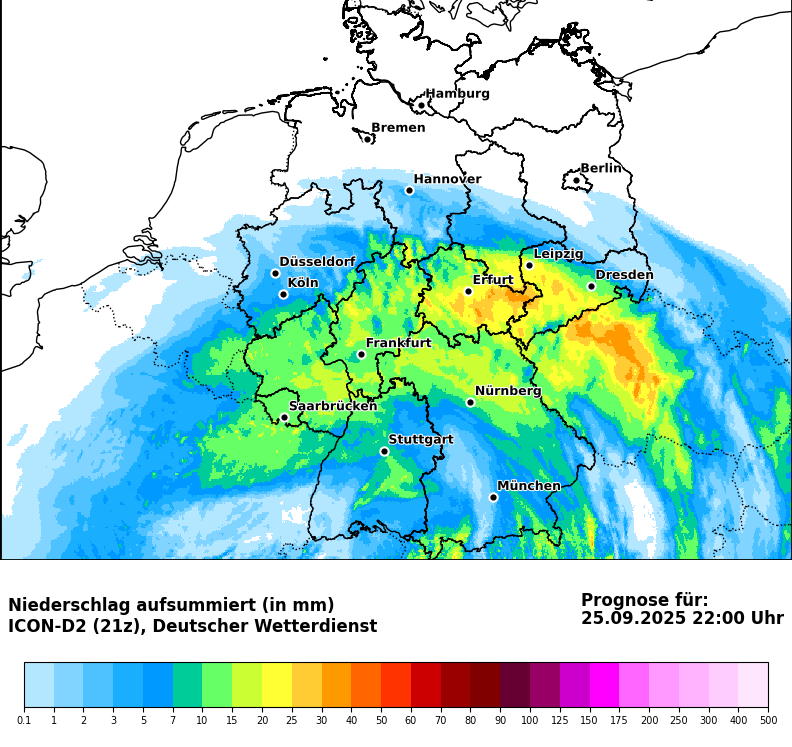 Hamburg
Bremen
Berlin
Hannover
Leipzig
Düsseldorf
Dresden
Erfurt
Köln
Frankfurt
Nürnberg
Saarbrücken
Stuttgart
München
Niederschlag aufsummiert (in mm)
ICON-D2 (21z), Deutscher Wetterdienst
Prognose für:
25.09.2025 22:00 Uhr
0.1 1 2 3 5 7 10 15 20 25 30 40 50 60 70 80 90 100 125 150 175 200 250 300 400 500